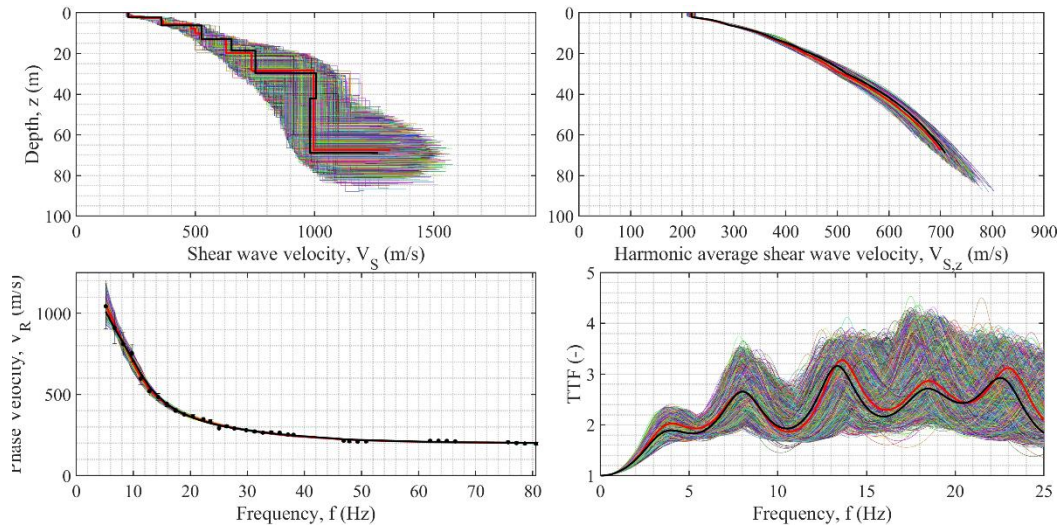 0
20
40
60
80
100
Depth, z (m)
0 500 1000 1500
Shear wave velocity, V_S (m/s)
0
20
40
60
80
100
0 100 200 300 400 500 600 700 800 900
Harmonic average shear wave velocity, V_S,z (m/s)
1000
500
0
Phase velocity, v_R (m/s)
0 10 20 30 40 50 60 70 80
Frequency, f (Hz)
5
4
3
2
1
TTF (-)
0 5 10 15 20 25
Frequency, f (Hz)